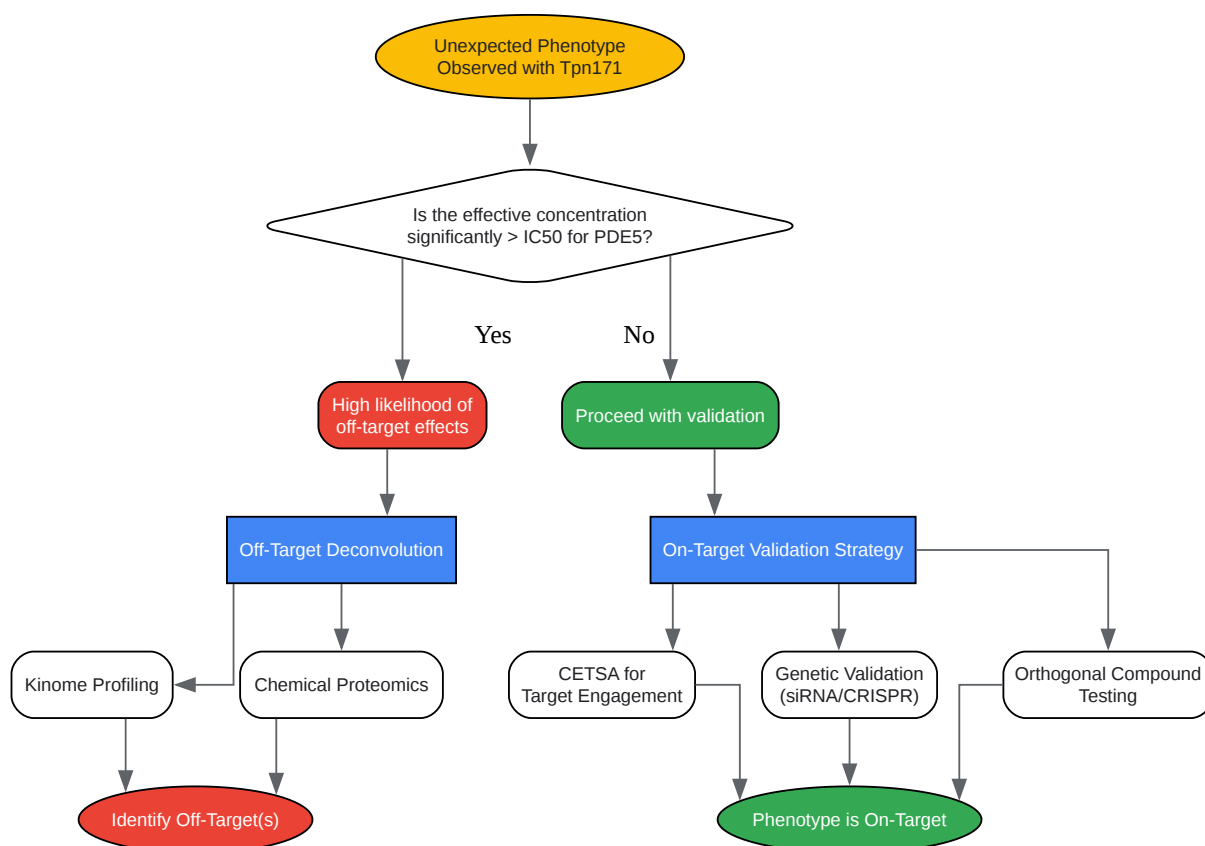 Unexpected Phenotype
Observed with Tpn171
Is the effective concentration
significantly > IC50 for PDE5?
Yes
No
High likelihood of
off-target effects
Proceed with validation
Off-Target Deconvolution
On-Target Validation Strategy
Kinome Profiling
Chemical Proteomics
CETSA for
Target Engagement
Genetic Validation
(siRNA/CRISPR)
Orthogonal Compound
Testing
Identify Off-Target(s)
Phenotype is On-Target